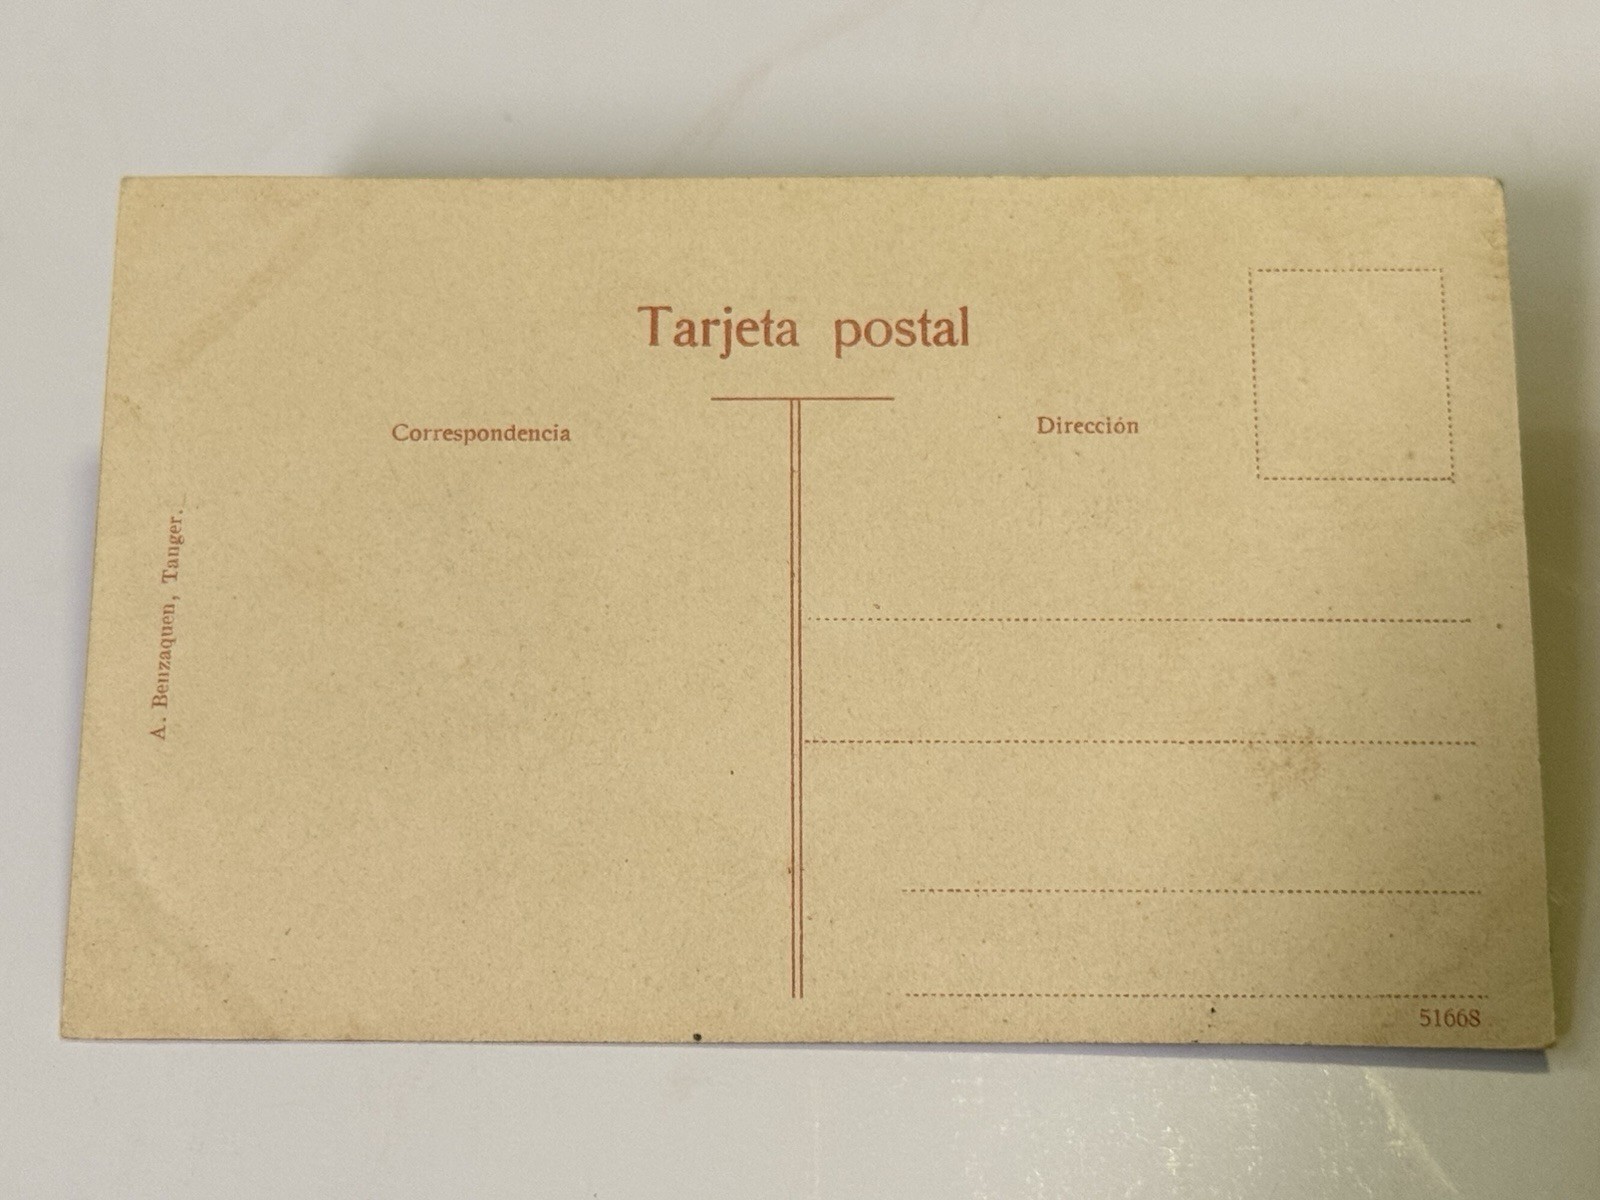 Tarjeta postal
Correspondencia
Dirección
A. Benzaquen, Tanger.
51668